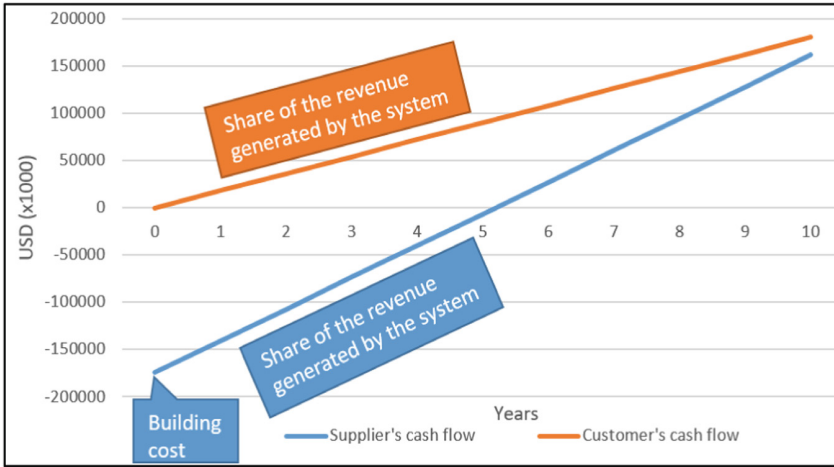 200000
150000
100000
50000
0
-50000
-100000
-150000
-200000
USD (x1000)
0 1 2 3 4 5 6 7 8 9 10
Share of the revenue
generated by the system
Share of the revenue
generated by the system
Building
cost
Years
Supplier's cash flow
Customer's cash flow